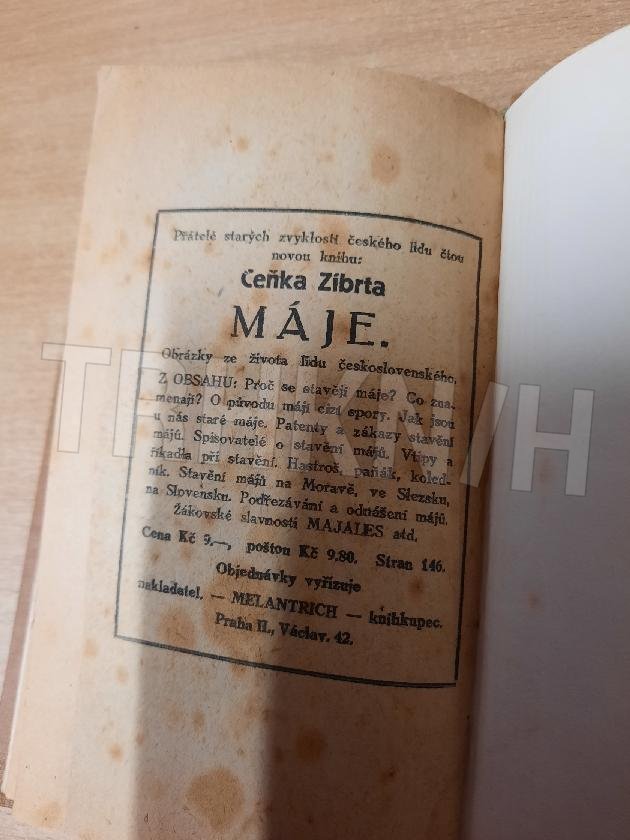 Přátelé starých zvyklostí českého lidu čtou
novou knihu:
Čeňka Zíbrta
MÁJE.
Obrázky ze života lidu československého.
Z OBSAHU: Proč se stavějí máje? Co zna-
menají? O původu májí cizí spory. Jak jsou
u nás staré máje. Patenty a zákazy stavění
májů. Spisovatelé o stavění májů. Vtipy a
říkadla při stavění. Hastroš, paňák, koled-
ník. Stavění májů na Moravě, ve Slezsku,
na Slovensku. Podřezávání a odnášení májů.
Žákovské slavnosti MAJALES atd.
Cena Kč 9.—, poštou Kč 9.80. Stran 146.
Objednávky vyřizuje
nakladatel. — MELANTRICH — knihkupec.
Praha II., Václav. 42.